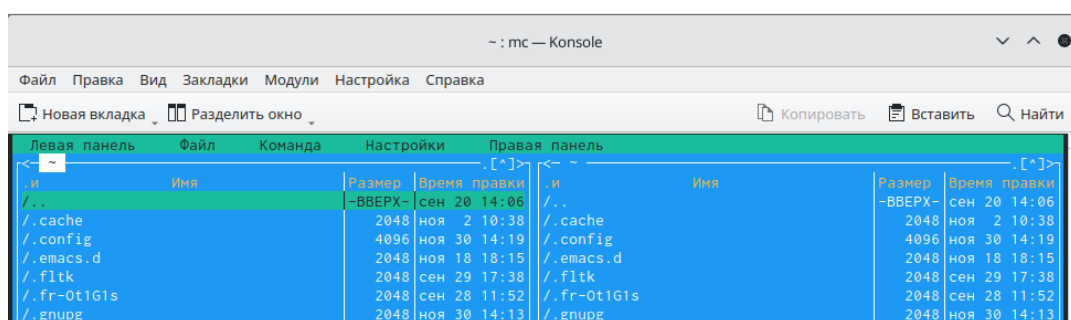 ~ : mc — Konsole
Файл Правка Вид Закладки Модули Настройка Справка
Новая вкладка Разделить окно Копировать Вставить Найти
Левая панель Файл Команда Настройки Правая панель
<— ~ .[^]> <— ~ .[^]>
.и Имя Размер Время правки .и Имя Размер Время правки
/.. -ВВЕРХ- сен 20 14:06 /.. -ВВЕРХ- сен 20 14:06
/.cache 2048 ноя 2 10:38 /.cache 2048 ноя 2 10:38
/.config 4096 ноя 30 14:19 /.config 4096 ноя 30 14:19
/.emacs.d 2048 ноя 18 18:15 /.emacs.d 2048 ноя 18 18:15
/.fltk 2048 сен 29 17:38 /.fltk 2048 сен 29 17:38
/.fr-Ot1G1s 2048 сен 28 11:52 /.fr-Ot1G1s 2048 сен 28 11:52
/.gnupg 2048 ноя 30 14:13 /.gnupg 2048 ноя 30 14:13